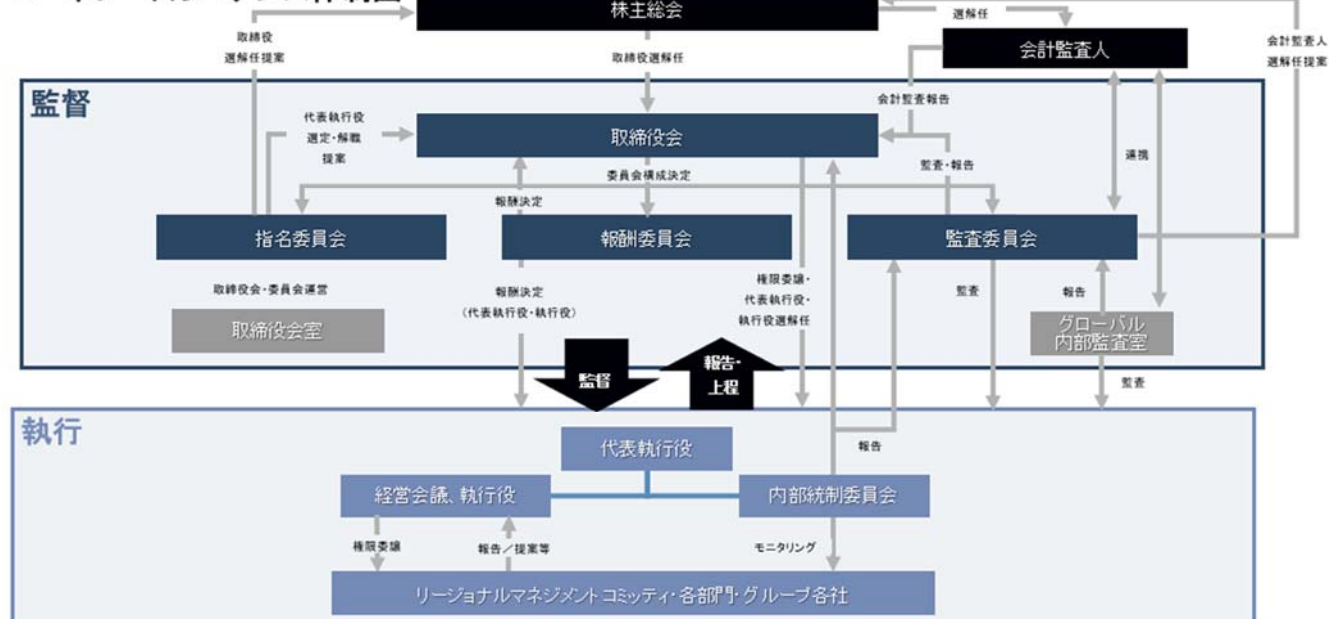 株主総会
選解任
取締役
選解任提案
取締役選解任
会計監査人
会計監査人
選解任提案
監督
会計監査報告
代表執行役
選定・解職
提案
取締役会
連携
監査・報告
委員会構成決定
報酬決定
指名委員会
報酬委員会
監査委員会
取締役会・委員会運営
報酬決定
(代表執行役・執行役)
権限委譲・
代表執行役・
執行役選解任
監査
報告
取締役会室
グローバル
内部監査室
監督
報告・
上程
監査
執行
代表執行役
報告
経営会議、執行役
内部統制委員会
権限委譲
報告/提案等
モニタリング
リージョナルマネジメントコミッティ・各部門・グループ各社